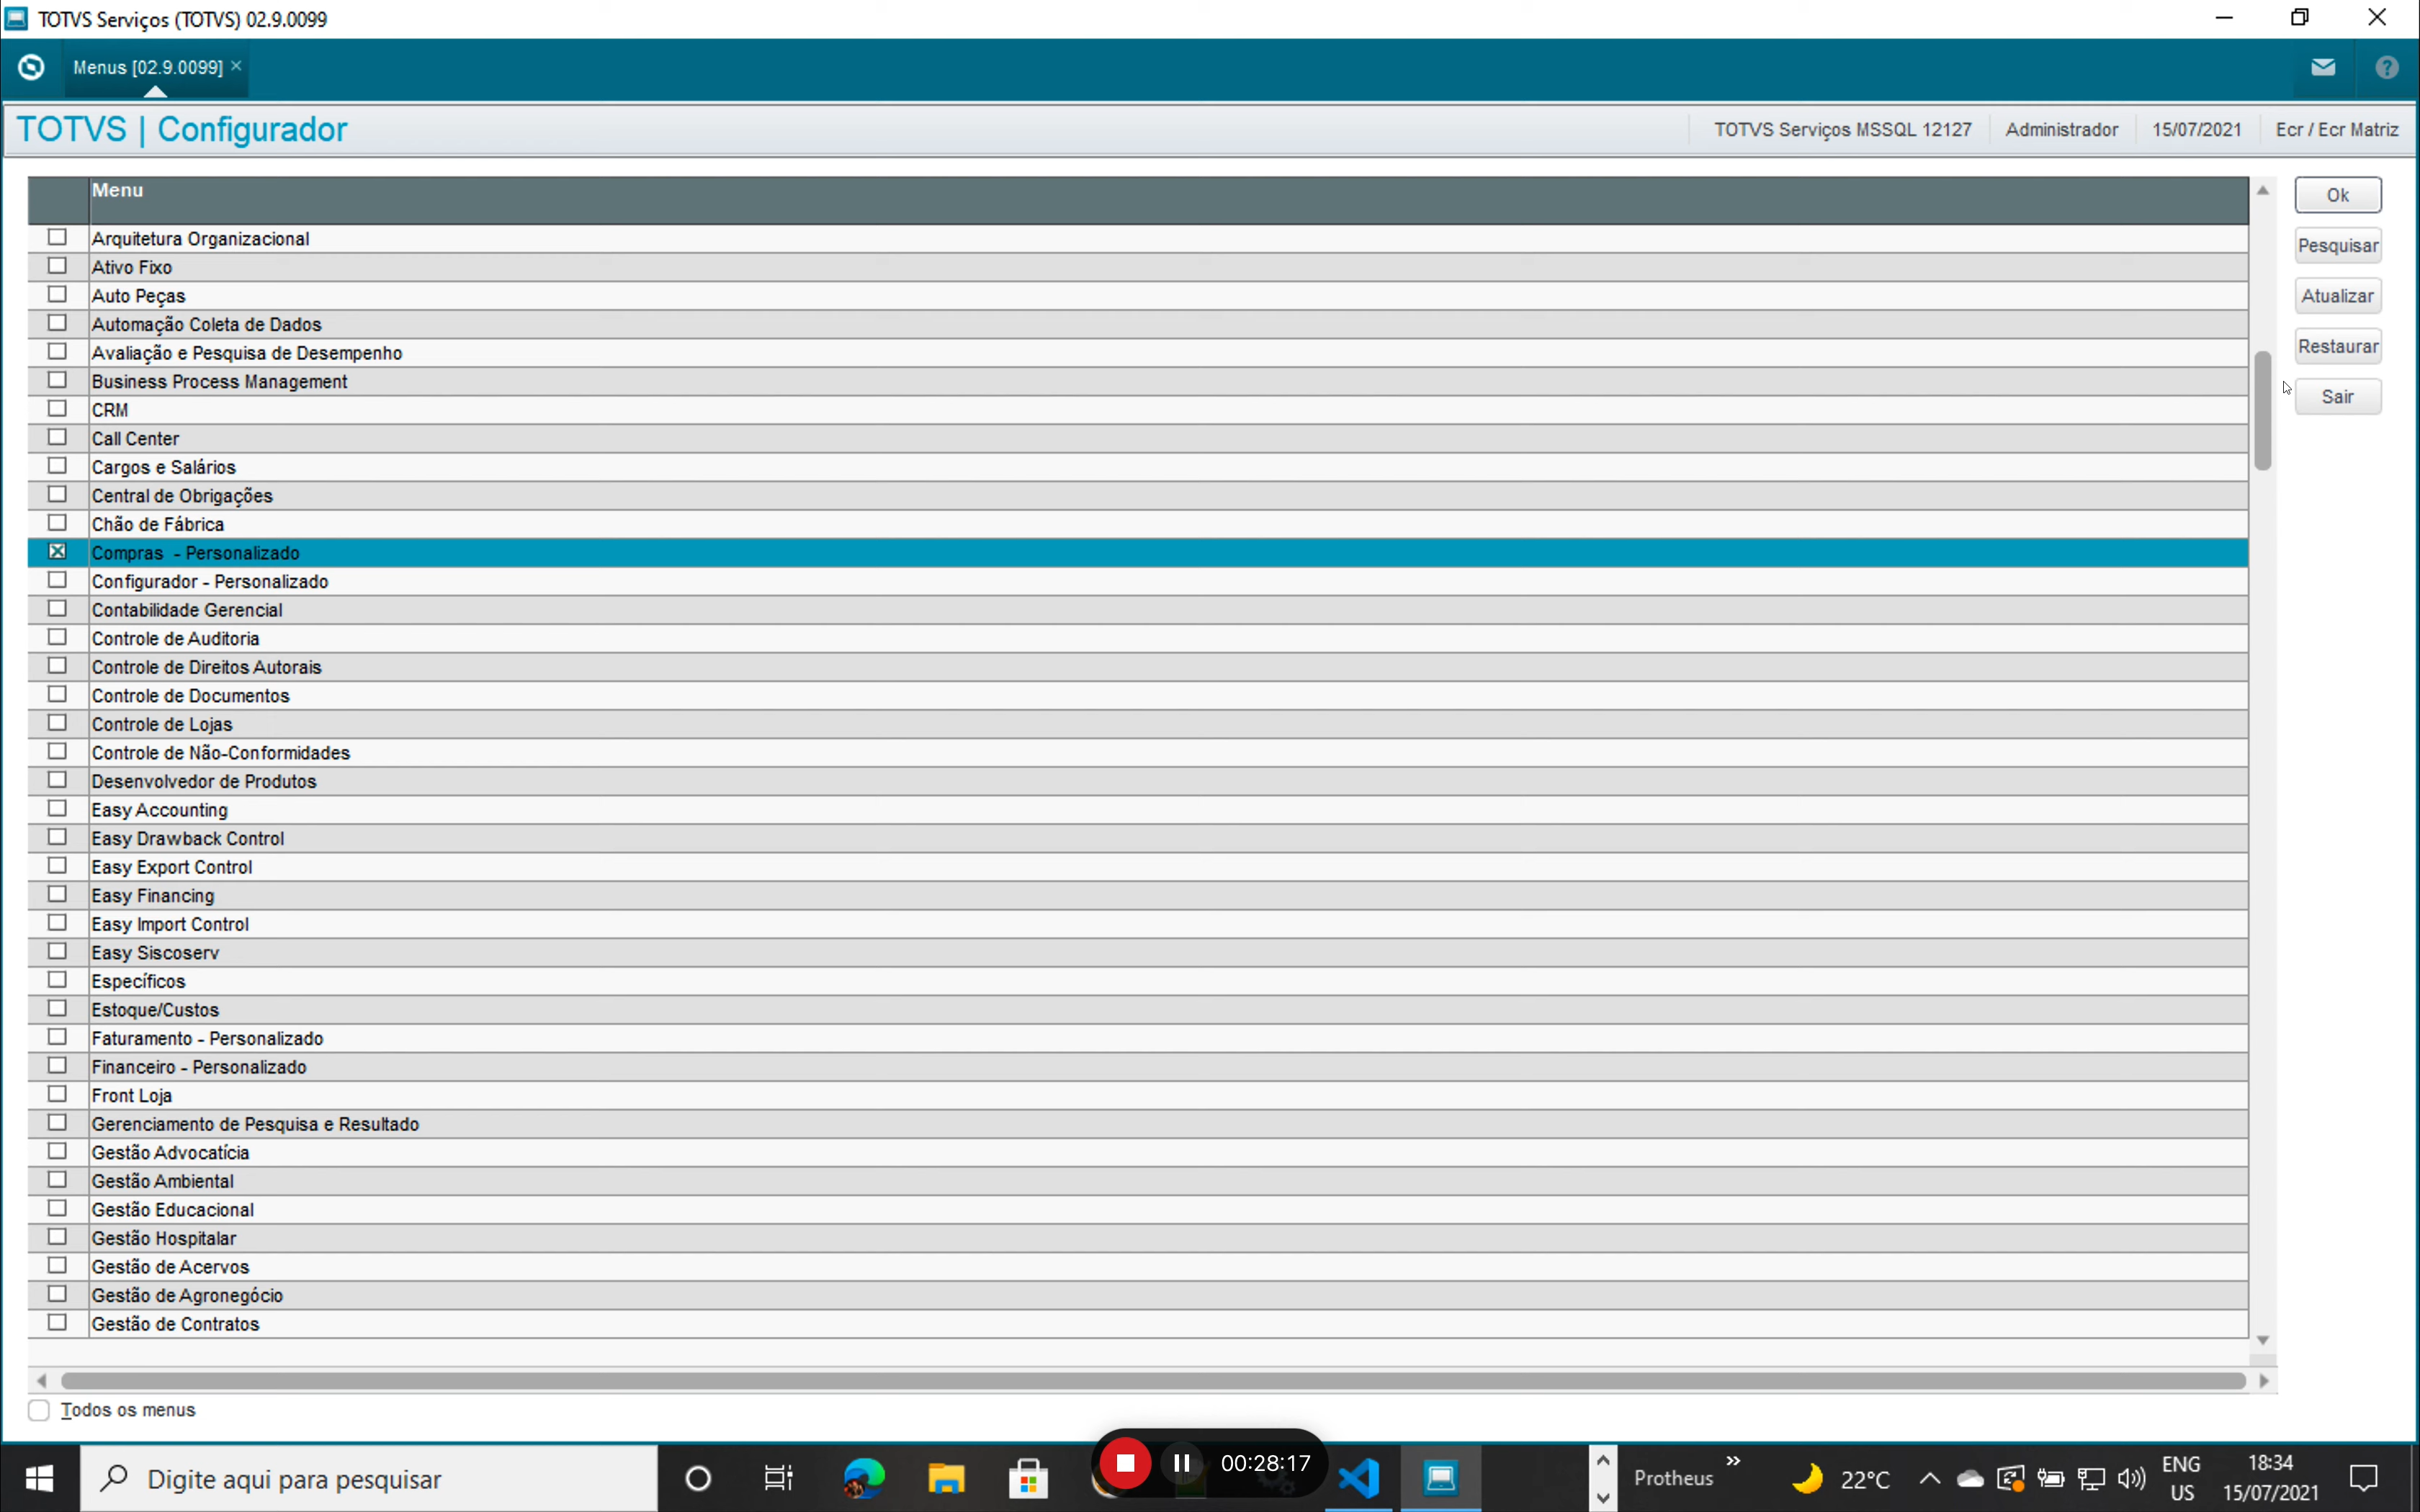 TOTVS Serviços (TOTVS) 02.9.0099
Menus [02.9.0099]
TOTVS | Configurador
TOTVS Serviços MSSQL 12127
Administrador
15/07/2021
Ecr / Ecr Matriz
Menu
Arquitetura Organizacional
Ativo Fixo
Auto Peças
Automação Coleta de Dados
Avaliação e Pesquisa de Desempenho
Business Process Management
CRM
Call Center
Cargos e Salários
Central de Obrigações
Chão de Fábrica
Compras - Personalizado
Configurador - Personalizado
Contabilidade Gerencial
Controle de Auditoria
Controle de Direitos Autorais
Controle de Documentos
Controle de Lojas
Controle de Não-Conformidades
Desenvolvedor de Produtos
Easy Accounting
Easy Drawback Control
Easy Export Control
Easy Financing
Easy Import Control
Easy Siscoserv
Específicos
Estoque/Custos
Faturamento - Personalizado
Financeiro - Personalizado
Front Loja
Gerenciamento de Pesquisa e Resultado
Gestão Advocatícia
Gestão Ambiental
Gestão Educacional
Gestão Hospitalar
Gestão de Acervos
Gestão de Agronegócio
Gestão de Contratos
Ok
Pesquisar
Atualizar
Restaurar
Sair
Todos os menus
Digite aqui para pesquisar
00:28:17
Protheus
22°C
ENG
US
18:34
15/07/2021